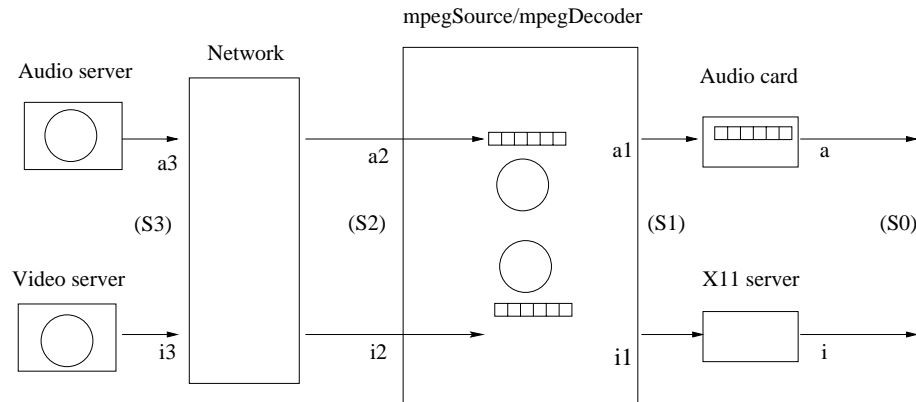 mpegSource/mpegDecoder
Network
Audio server
Audio card
a3
a2
a1
a
(S3)
(S2)
(S1)
(S0)
Video server
X11 server
i3
i2
i1
i